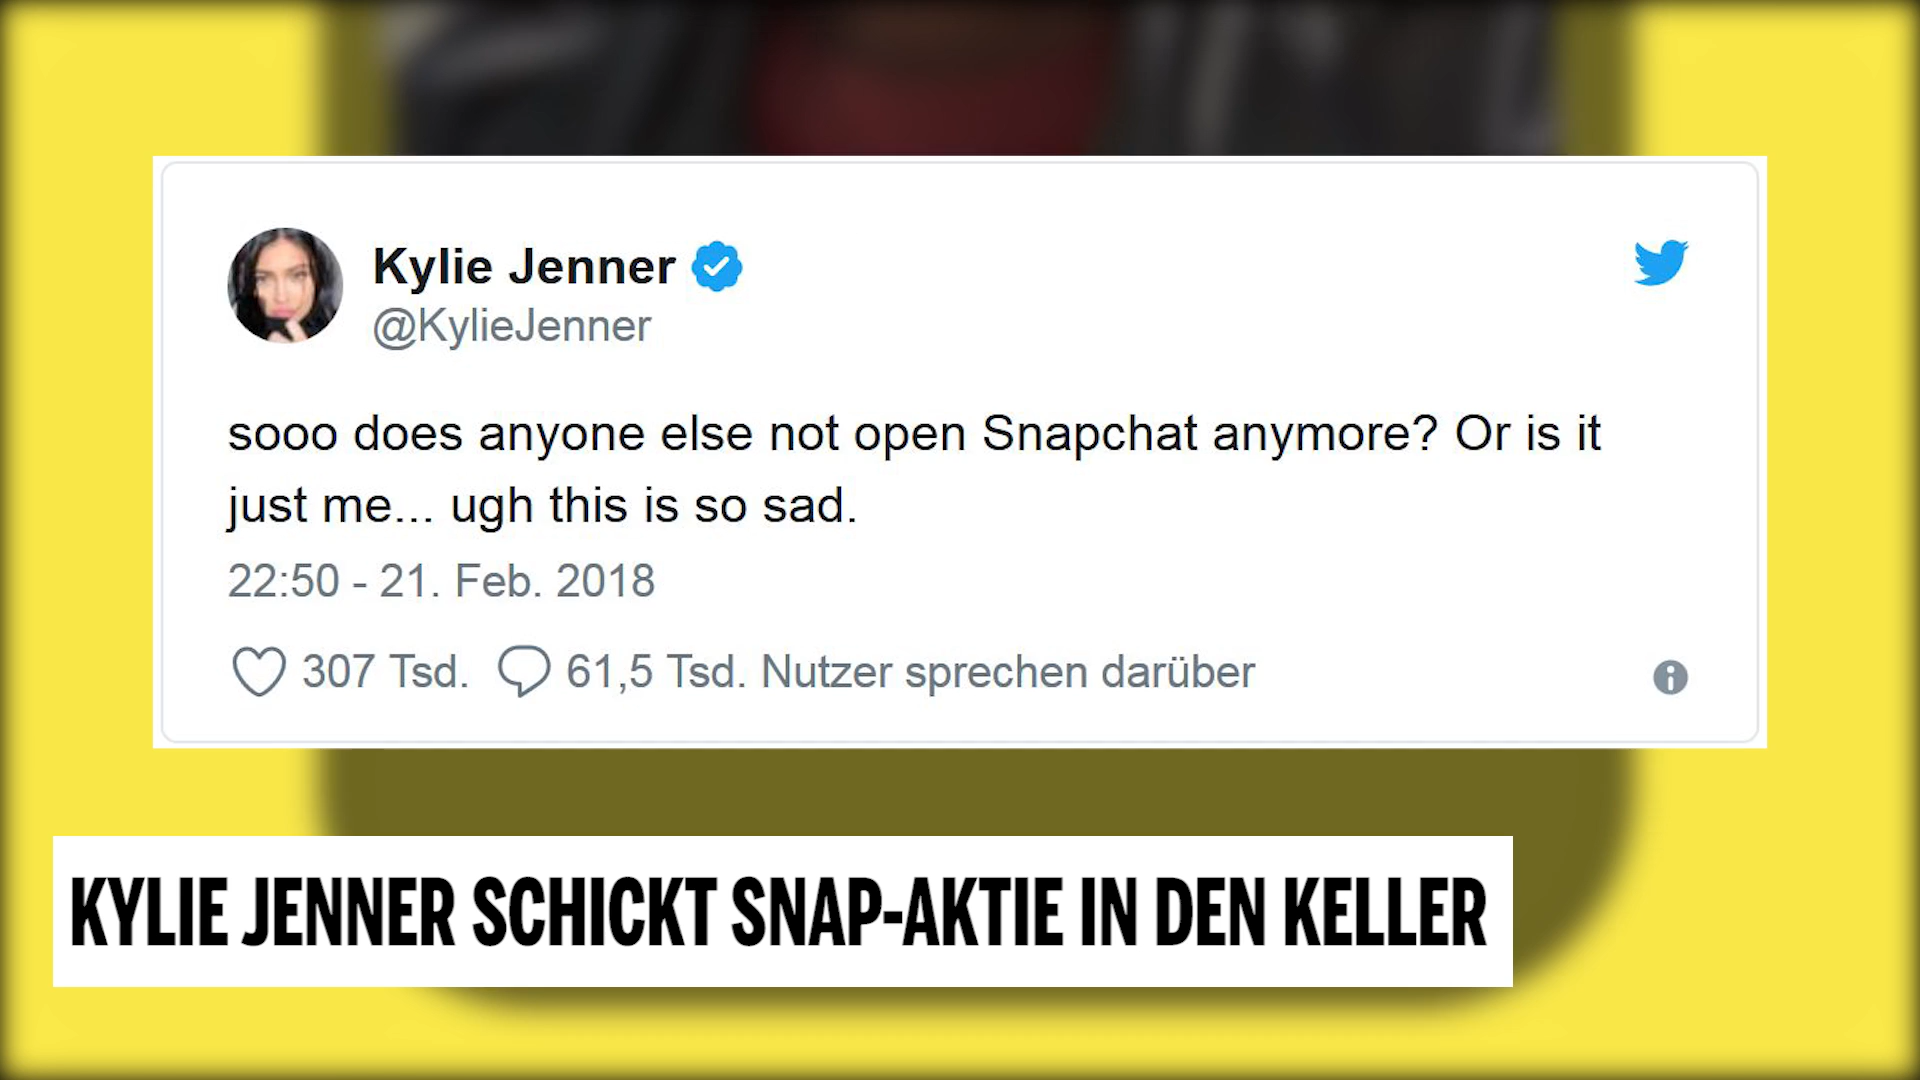 Kylie Jenner
@KylieJenner
sooo does anyone else not open Snapchat anymore? Or is it
just me... ugh this is so sad.
22:50 - 21. Feb. 2018
307 Tsd. 61,5 Tsd. Nutzer sprechen darüber
KYLIE JENNER SCHICKT SNAP-AKTIE IN DEN KELLER